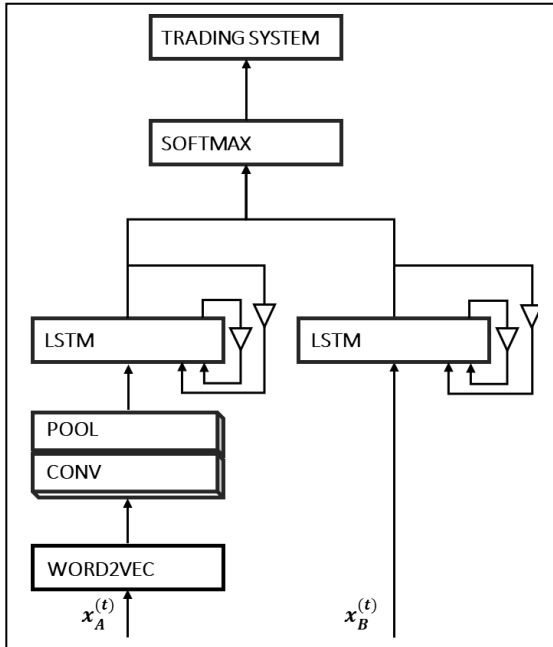 TRADING SYSTEM
SOFTMAX
LSTM LSTM
POOL
CONV
WORD2VEC
x_A^(t) x_B^(t)